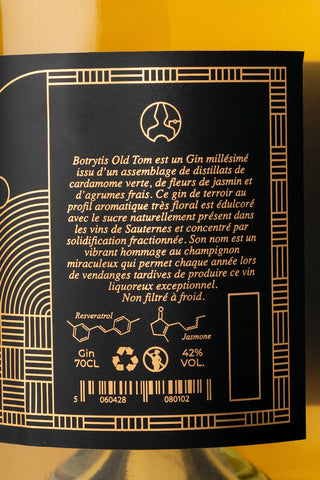 Botrytis Old Tom est un Gin millésimé
issu d'un assemblage de distillats de
cardamome verte, de fleurs de jasmin et
d'agrumes frais. Ce gin de terroir au
profil aromatique très floral est édulcoré
avec le sucre naturellement présent dans
les vins de Sauternes et concentré par
solidification fractionnée. Son nom est un
vibrant hommage au champignon
miraculeux qui permet chaque année lors
de vendanges tardives de produire ce vin
liquoreux exceptionnel.
Non filtré à froid.
Resveratrol
Jasmone
Gin
70CL
42%
VOL.
5 060428 080102